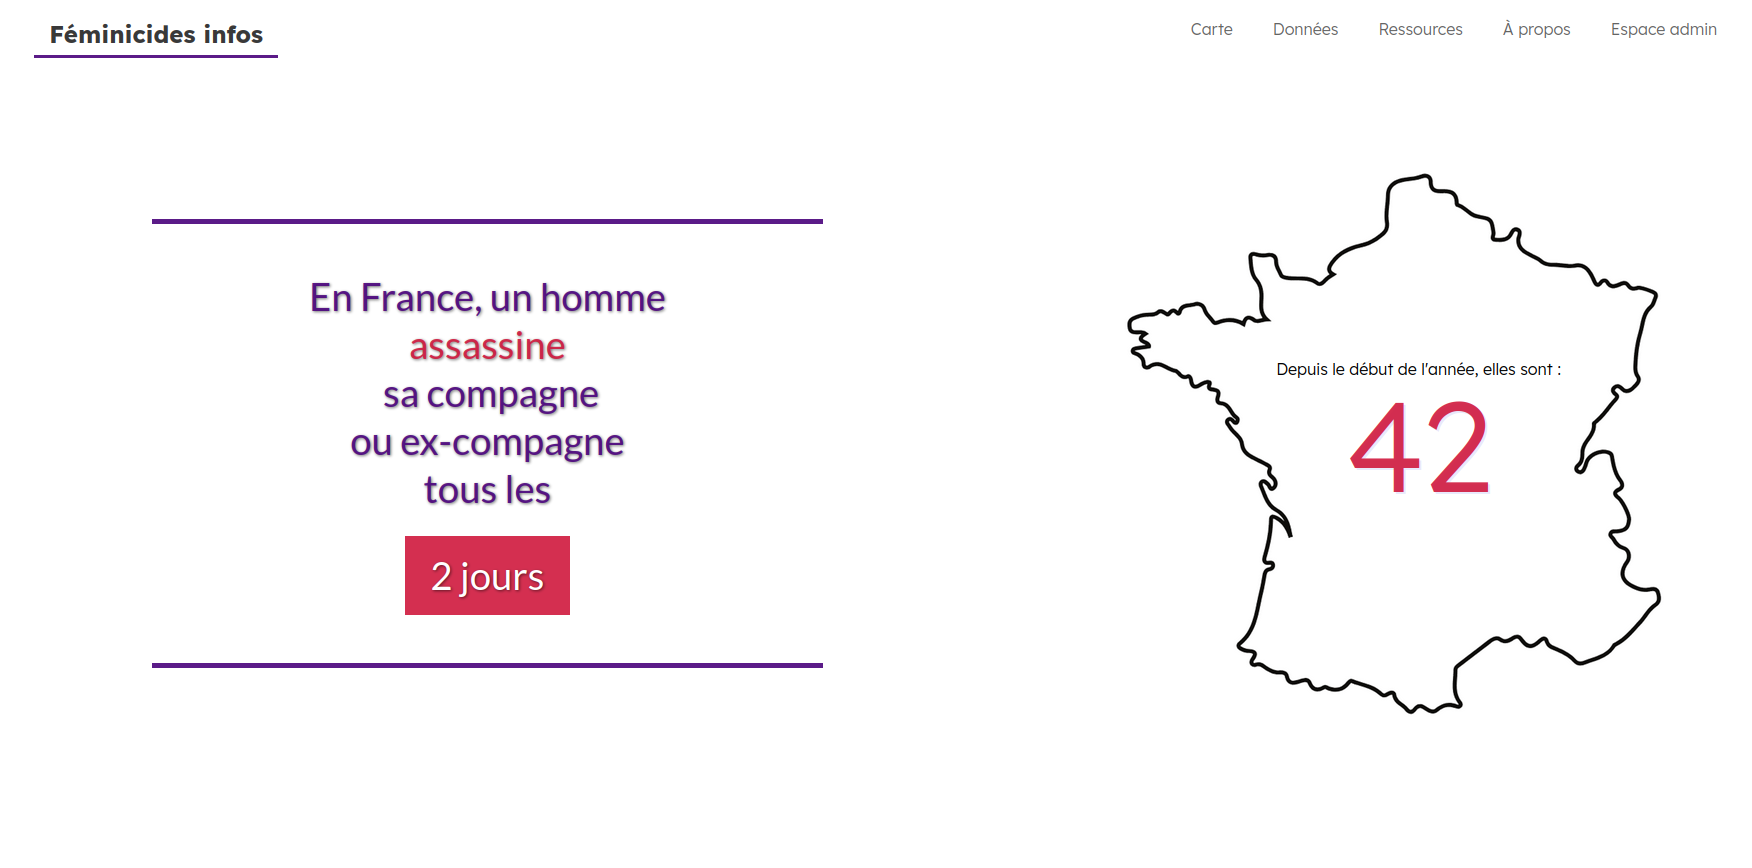 Féminicides infos
Carte
Données
Ressources
À propos
Espace admin
En France, un homme
assassine
sa compagne
ou ex-compagne
tous les
2 jours
Depuis le début de l'année, elles sont :
42